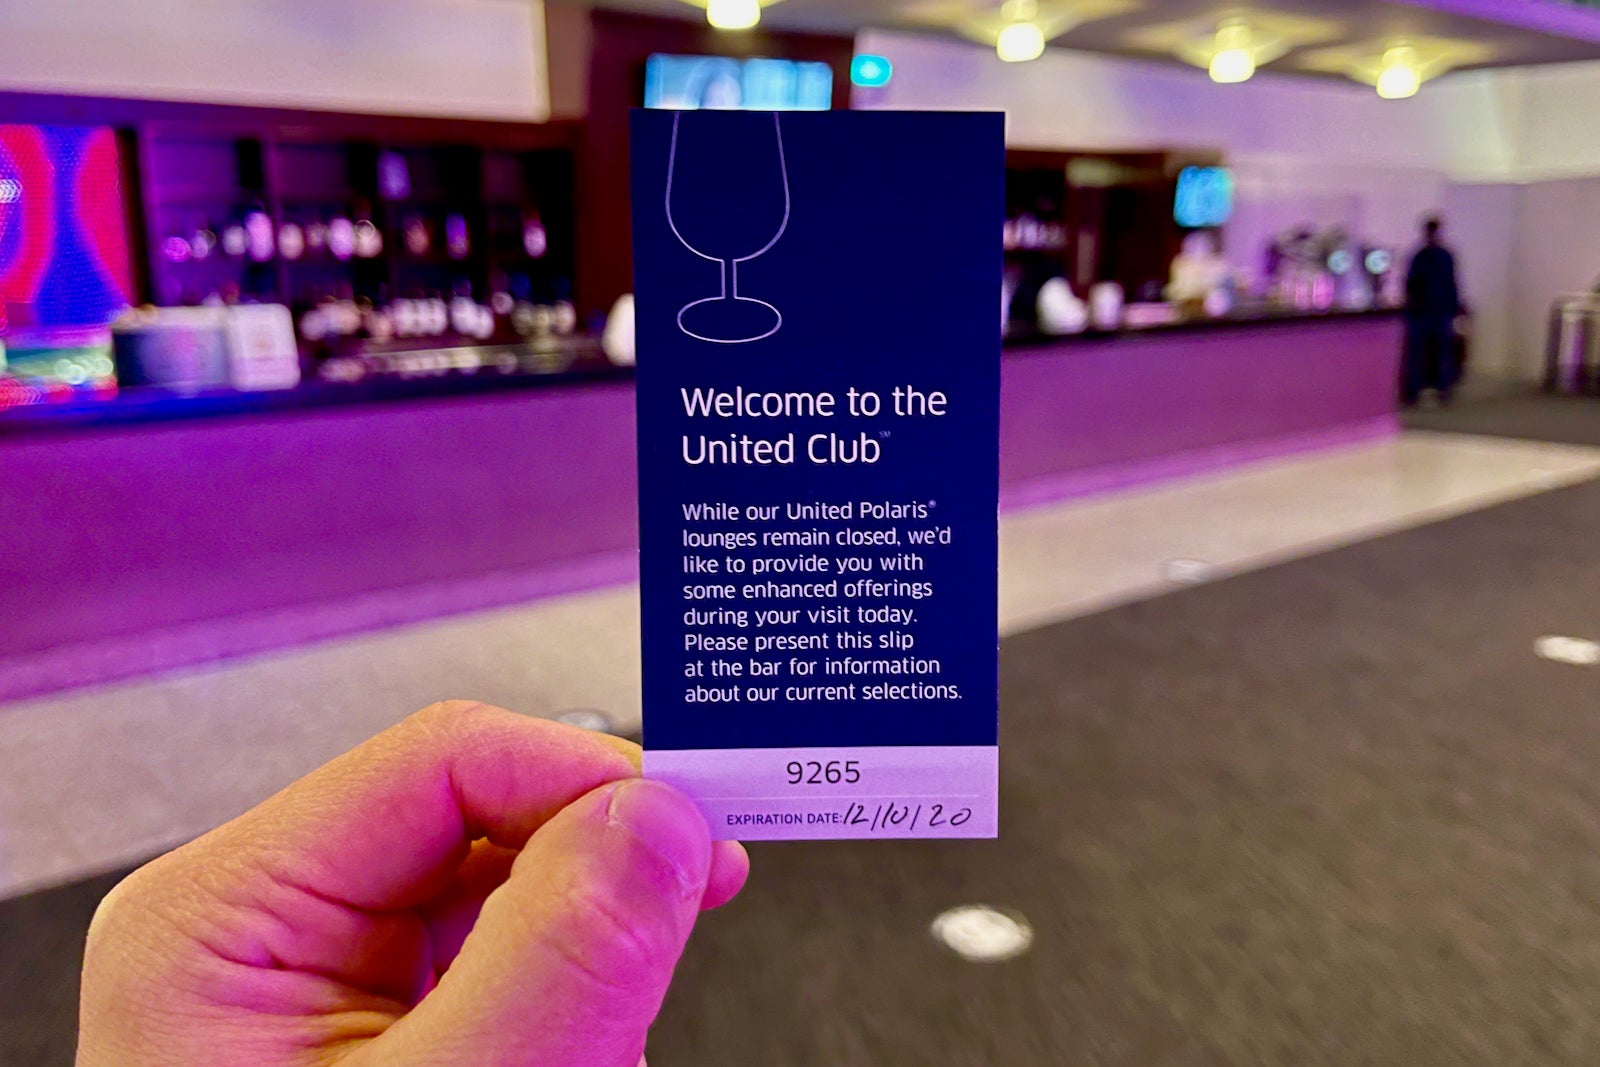 Welcome to the
United Club℠
While our United Polaris®
lounges remain closed, we'd
like to provide you with
some enhanced offerings
during your visit today.
Please present this slip
at the bar for information
about our current selections.
9265
EXPIRATION DATE: 12/10/20